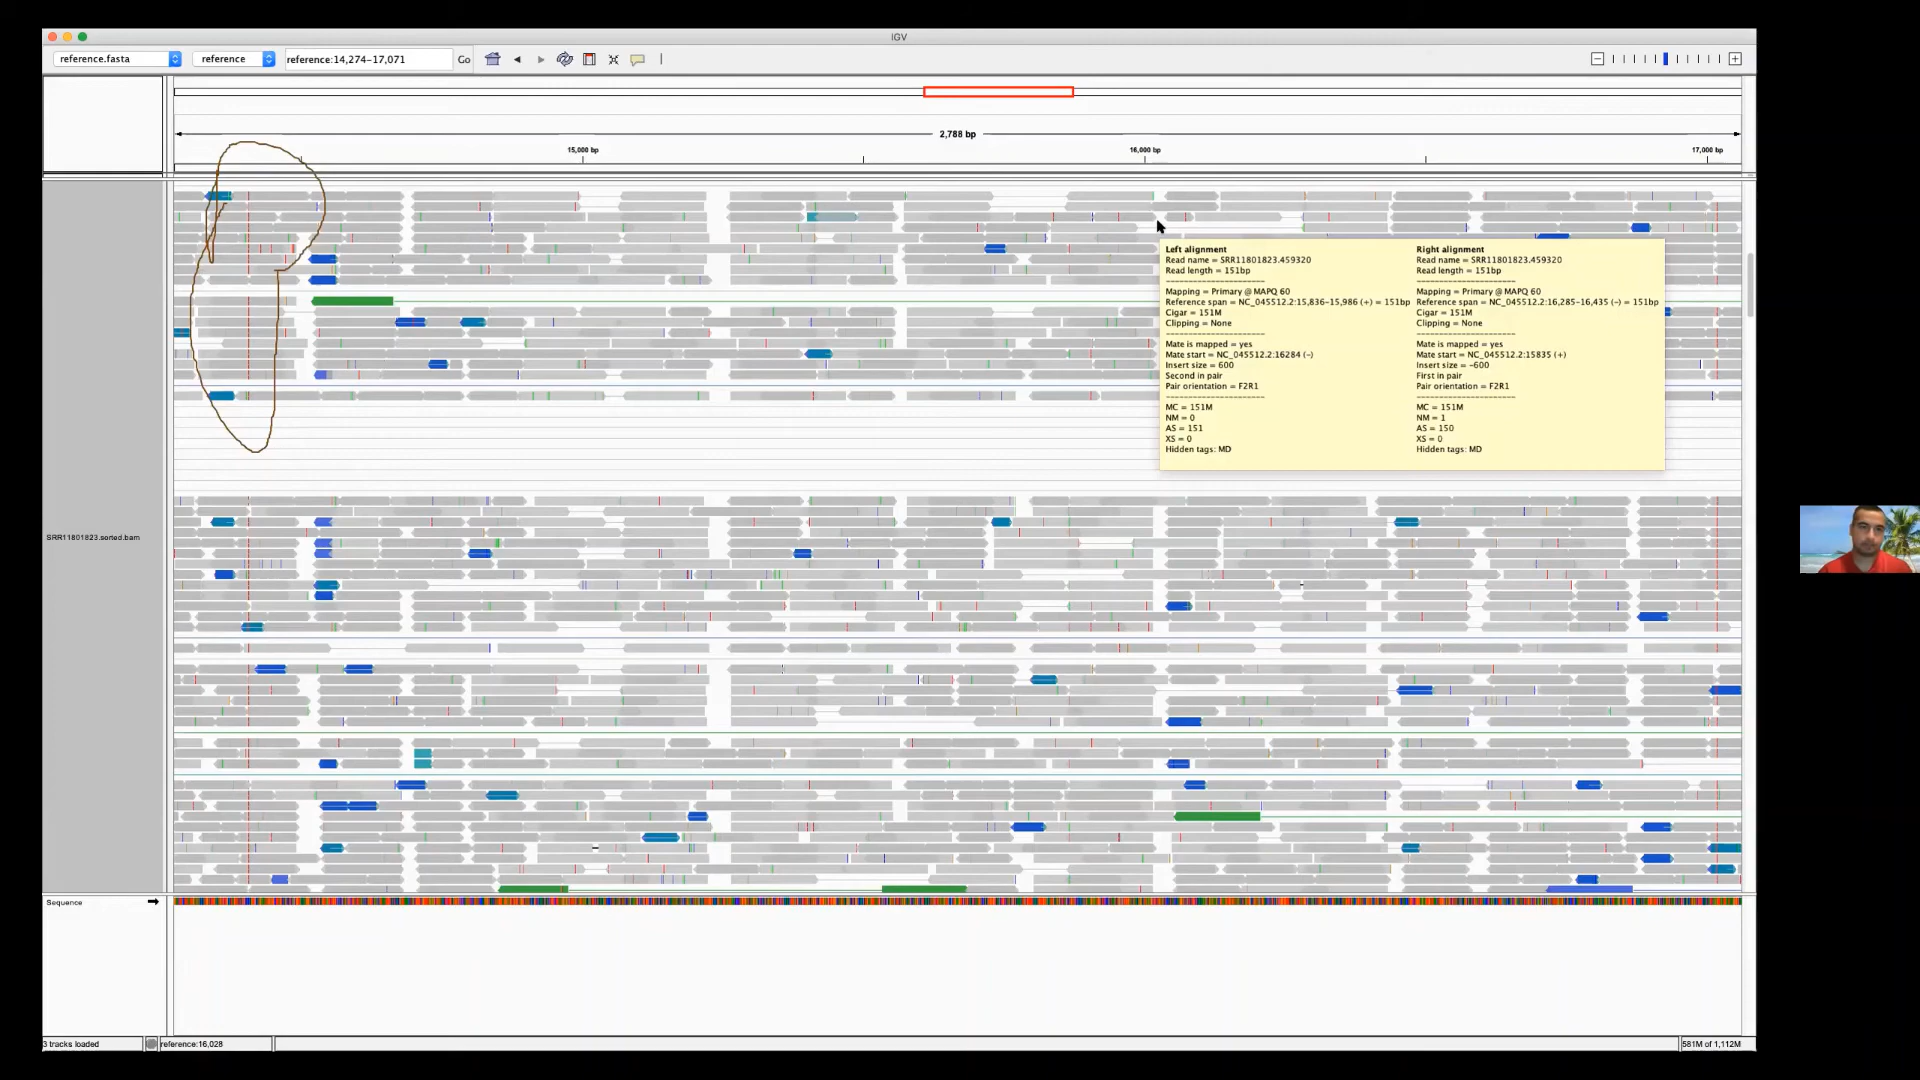 IGV
reference.fasta reference reference:14,274-17,071 Go
2,788 bp
15,000 bp 16,000 bp 17,000 bp
Left alignment
Read name = SRR11801823.459320
Read length = 151bp
----------------------
Mapping = Primary @ MAPQ 60
Reference span = NC_045512.2:15,836-15,986 (+) = 151bp
Cigar = 151M
Clipping = None
----------------------
Mate is mapped = yes
Mate start = NC_045512.2:16284 (-)
Insert size = 600
Second in pair
Pair orientation = F2R1
----------------------
MC = 151M
NM = 0
AS = 151
XS = 0
Hidden tags: MD
Right alignment
Read name = SRR11801823.459320
Read length = 151bp
----------------------
Mapping = Primary @ MAPQ 60
Reference span = NC_045512.2:16,285-16,435 (-) = 151bp
Cigar = 151M
Clipping = None
----------------------
Mate is mapped = yes
Mate start = NC_045512.2:15835 (+)
Insert size = -600
First in pair
Pair orientation = F2R1
----------------------
MC = 151M
NM = 1
AS = 150
XS = 0
Hidden tags: MD
SRR11801823.sorted.bam
Sequence
3 tracks loaded reference:16,028 581M of 1,112M